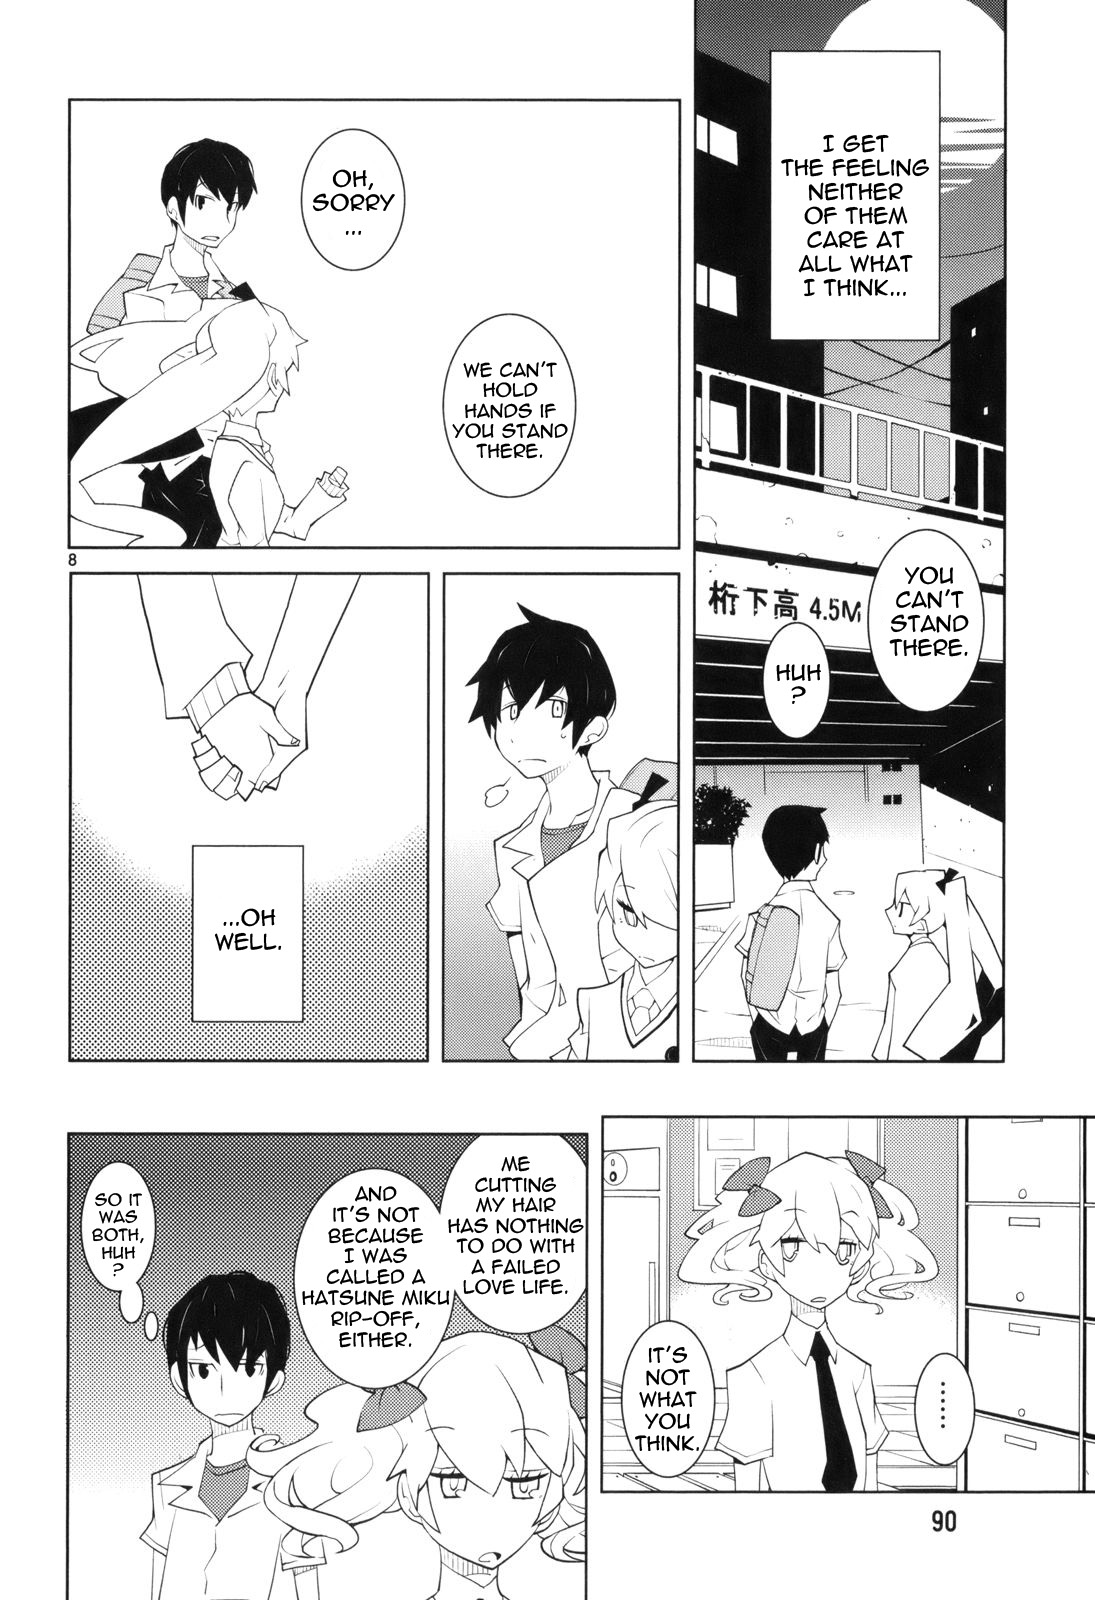 I GET
THE FEELING
NEITHER
OF THEM
CARE AT
ALL WHAT
I THINK...
YOU
CAN'T
STAND
THERE.
HUH
?
桁下高 4.5M
OH,
SORRY
...
WE CAN'T
HOLD
HANDS IF
YOU STAND
THERE.
8
...OH
WELL.
......
IT'S
NOT
WHAT
YOU
THINK.
90
ME
CUTTING
MY HAIR
HAS NOTHING
TO DO WITH
A FAILED
LOVE LIFE.
AND
IT'S NOT
BECAUSE
I WAS
CALLED A
HATSUNE MIKU
RIP-OFF,
EITHER.
SO IT
WAS
BOTH,
HUH
?